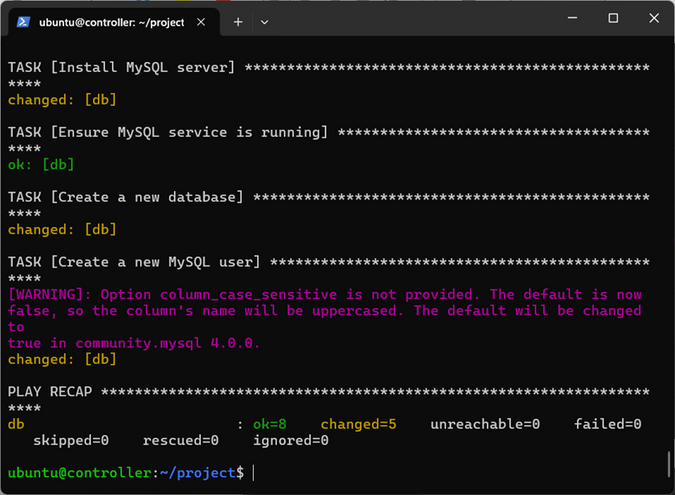 ubuntu@controller: ~/project
TASK [Install MySQL server] ************************************************
****
changed: [db]
TASK [Ensure MySQL service is running] *************************************
****
ok: [db]
TASK [Create a new database] ***********************************************
****
changed: [db]
TASK [Create a new MySQL user] *********************************************
****
[WARNING]: Option column_case_sensitive is not provided. The default is now
false, so the column's name will be uppercased. The default will be changed
to
true in community.mysql 4.0.0.
changed: [db]
PLAY RECAP *****************************************************************
****
db                         : ok=8    changed=5    unreachable=0    failed=0
   skipped=0    rescued=0    ignored=0
ubuntu@controller:~/project$